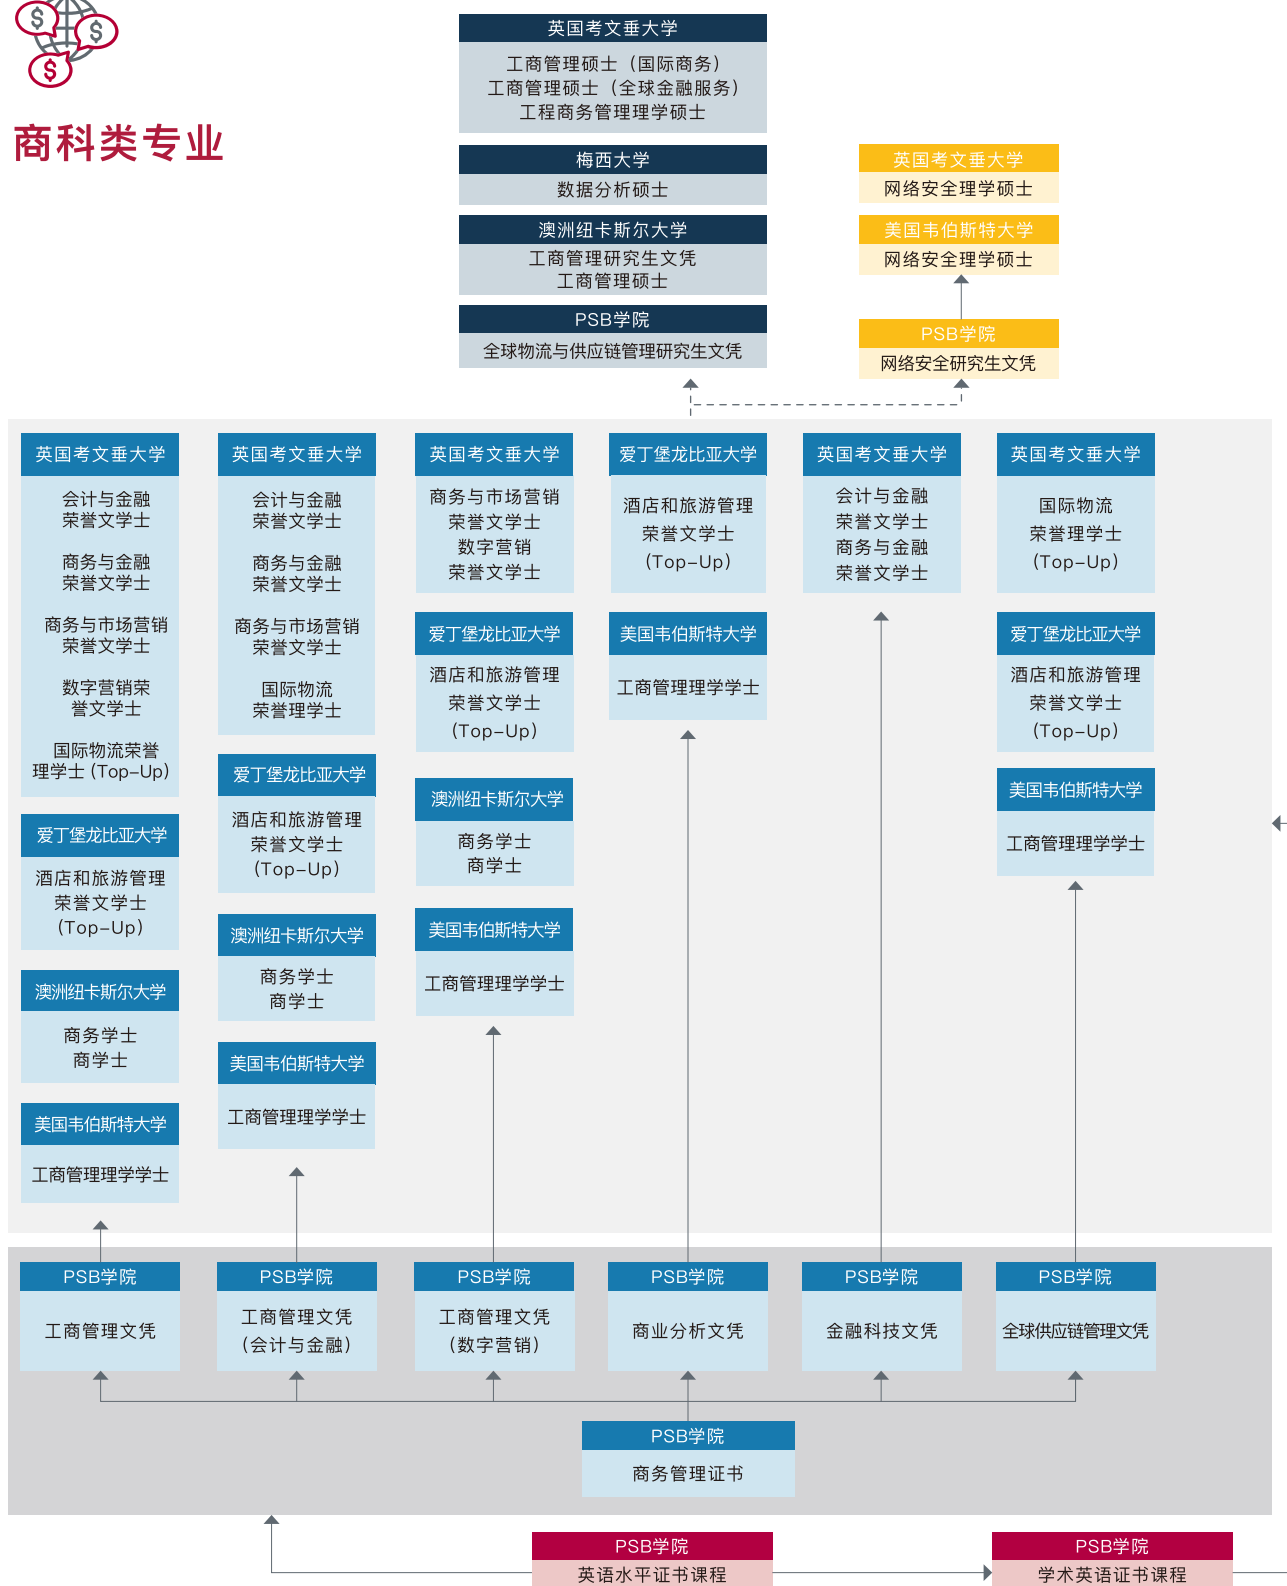 商科类专业
英国考文垂大学
工商管理硕士（国际商务）
工商管理硕士（全球金融服务）
工程商务管理理学硕士
梅西大学
数据分析硕士
澳洲纽卡斯尔大学
工商管理研究生文凭
工商管理硕士
PSB学院
全球物流与供应链管理研究生文凭
英国考文垂大学
网络安全理学硕士
美国韦伯斯特大学
网络安全理学硕士
PSB学院
网络安全研究生文凭
英国考文垂大学
会计与金融
荣誉文学士
商务与金融
荣誉文学士
商务与市场营销
荣誉文学士
数字营销荣
誉文学士
国际物流荣誉
理学士 (Top-Up)
爱丁堡龙比亚大学
酒店和旅游管理
荣誉文学士
(Top-Up)
澳洲纽卡斯尔大学
商务学士
商学士
美国韦伯斯特大学
工商管理理学学士
英国考文垂大学
会计与金融
荣誉文学士
商务与金融
荣誉文学士
商务与市场营销
荣誉文学士
国际物流
荣誉理学士
爱丁堡龙比亚大学
酒店和旅游管理
荣誉文学士
(Top-Up)
澳洲纽卡斯尔大学
商务学士
商学士
美国韦伯斯特大学
工商管理理学学士
英国考文垂大学
商务与市场营销
荣誉文学士
数字营销
荣誉文学士
爱丁堡龙比亚大学
酒店和旅游管理
荣誉文学士
(Top-Up)
澳洲纽卡斯尔大学
商务学士
商学士
美国韦伯斯特大学
工商管理理学学士
爱丁堡龙比亚大学
酒店和旅游管理
荣誉文学士
(Top-Up)
美国韦伯斯特大学
工商管理理学学士
英国考文垂大学
会计与金融
荣誉文学士
商务与金融
荣誉文学士
英国考文垂大学
国际物流
荣誉理学士
(Top-Up)
爱丁堡龙比亚大学
酒店和旅游管理
荣誉文学士
(Top-Up)
美国韦伯斯特大学
工商管理理学学士
PSB学院
工商管理文凭
PSB学院
工商管理文凭
（会计与金融）
PSB学院
工商管理文凭
（数字营销）
PSB学院
商业分析文凭
PSB学院
金融科技文凭
PSB学院
全球供应链管理文凭
PSB学院
商务管理证书
PSB学院
英语水平证书课程
PSB学院
学术英语证书课程